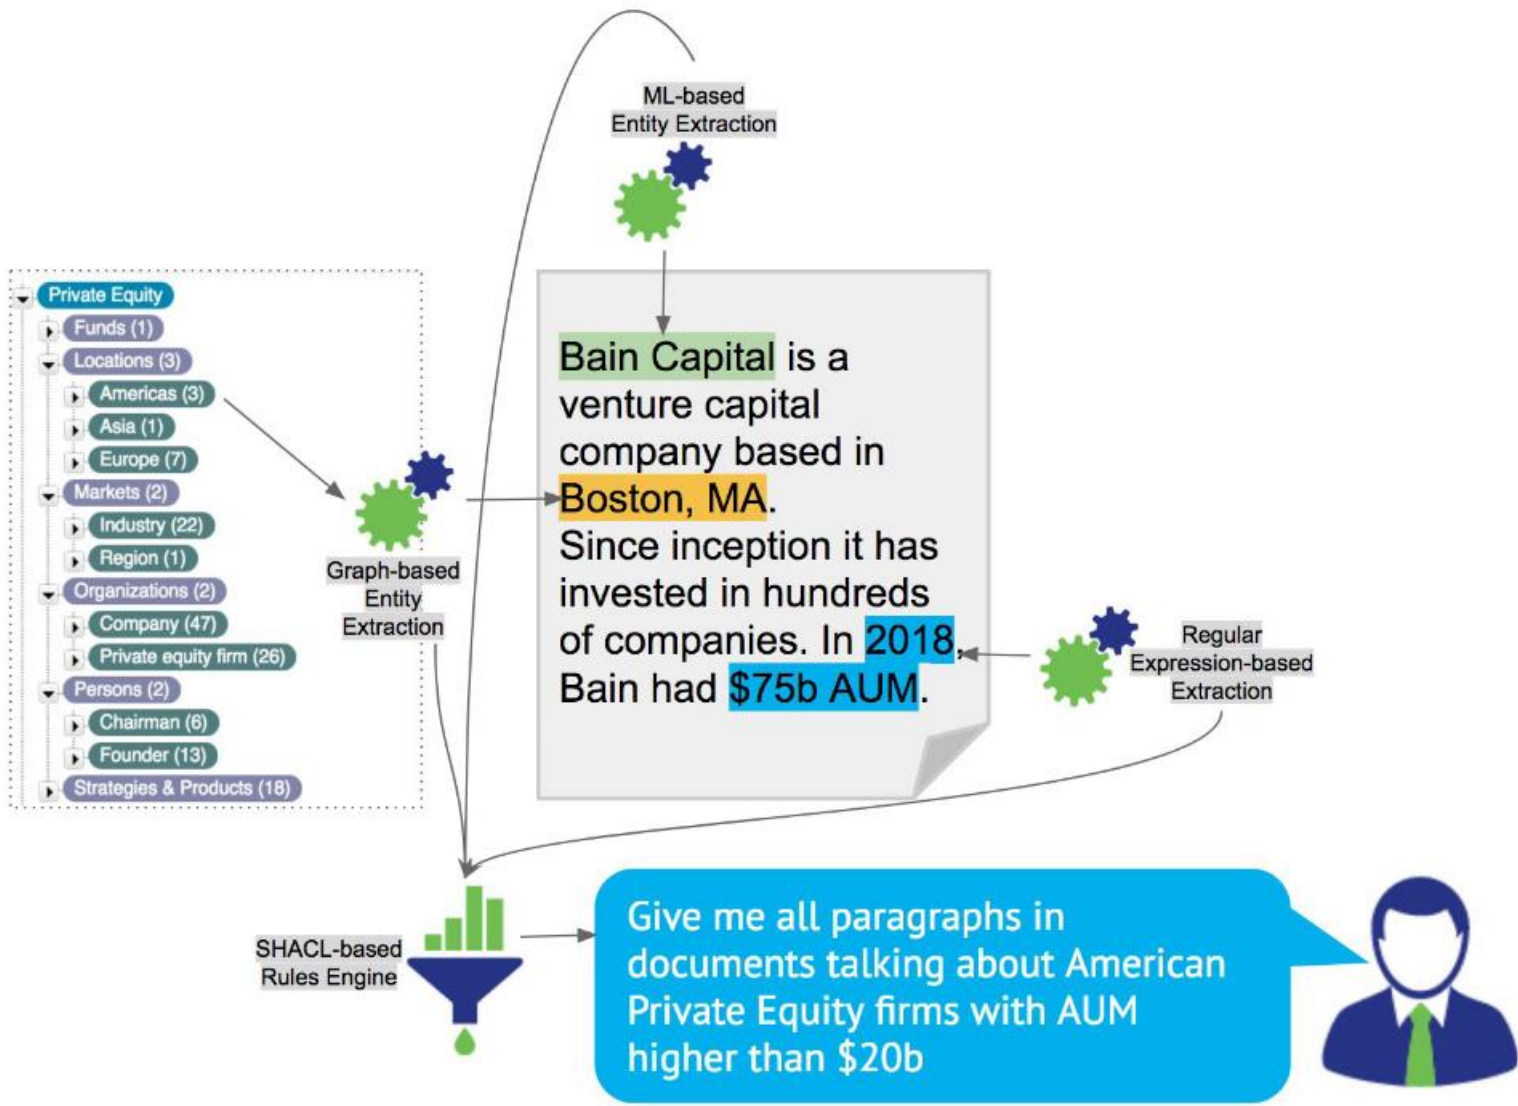 ML-based
Entity Extraction
Private Equity
Funds (1)
Locations (3)
Americas (3)
Asia (1)
Europe (7)
Markets (2)
Industry (22)
Region (1)
Organizations (2)
Company (47)
Private equity firm (26)
Persons (2)
Chairman (6)
Founder (13)
Strategies & Products (18)
Graph-based
Entity
Extraction
Bain Capital is a
venture capital
company based in
Boston, MA.
Since inception it has
invested in hundreds
of companies. In 2018,
Bain had $75b AUM.
Regular
Expression-based
Extraction
SHACL-based
Rules Engine
Give me all paragraphs in
documents talking about American
Private Equity firms with AUM
higher than $20b